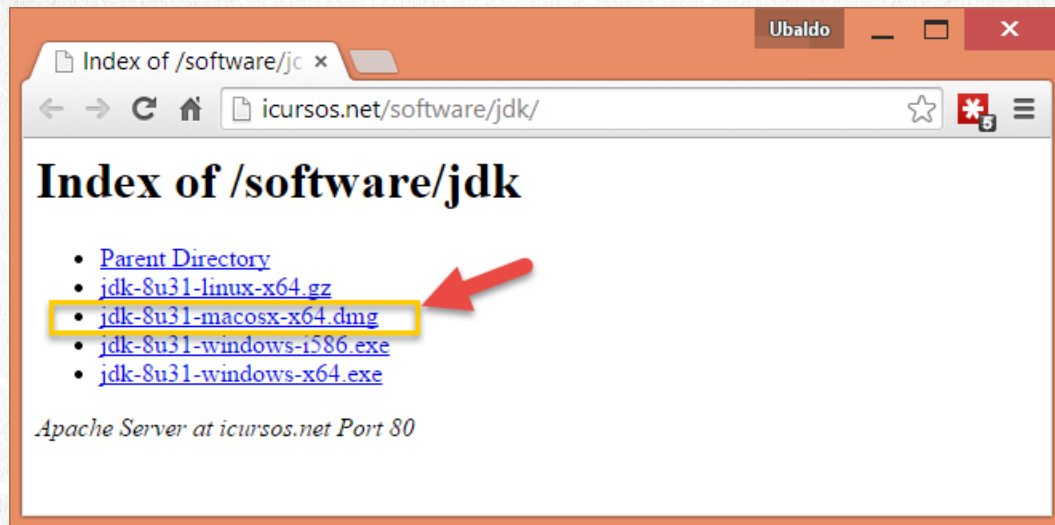 Ubaldo
Index of /software/jc
icursos.net/software/jdk/
5
Index of /software/jdk
Parent Directory
jdk-8u31-linux-x64.gz
jdk-8u31-macosx-x64.dmg
jdk-8u31-windows-i586.exe
jdk-8u31-windows-x64.exe
Apache Server at icursos.net Port 80